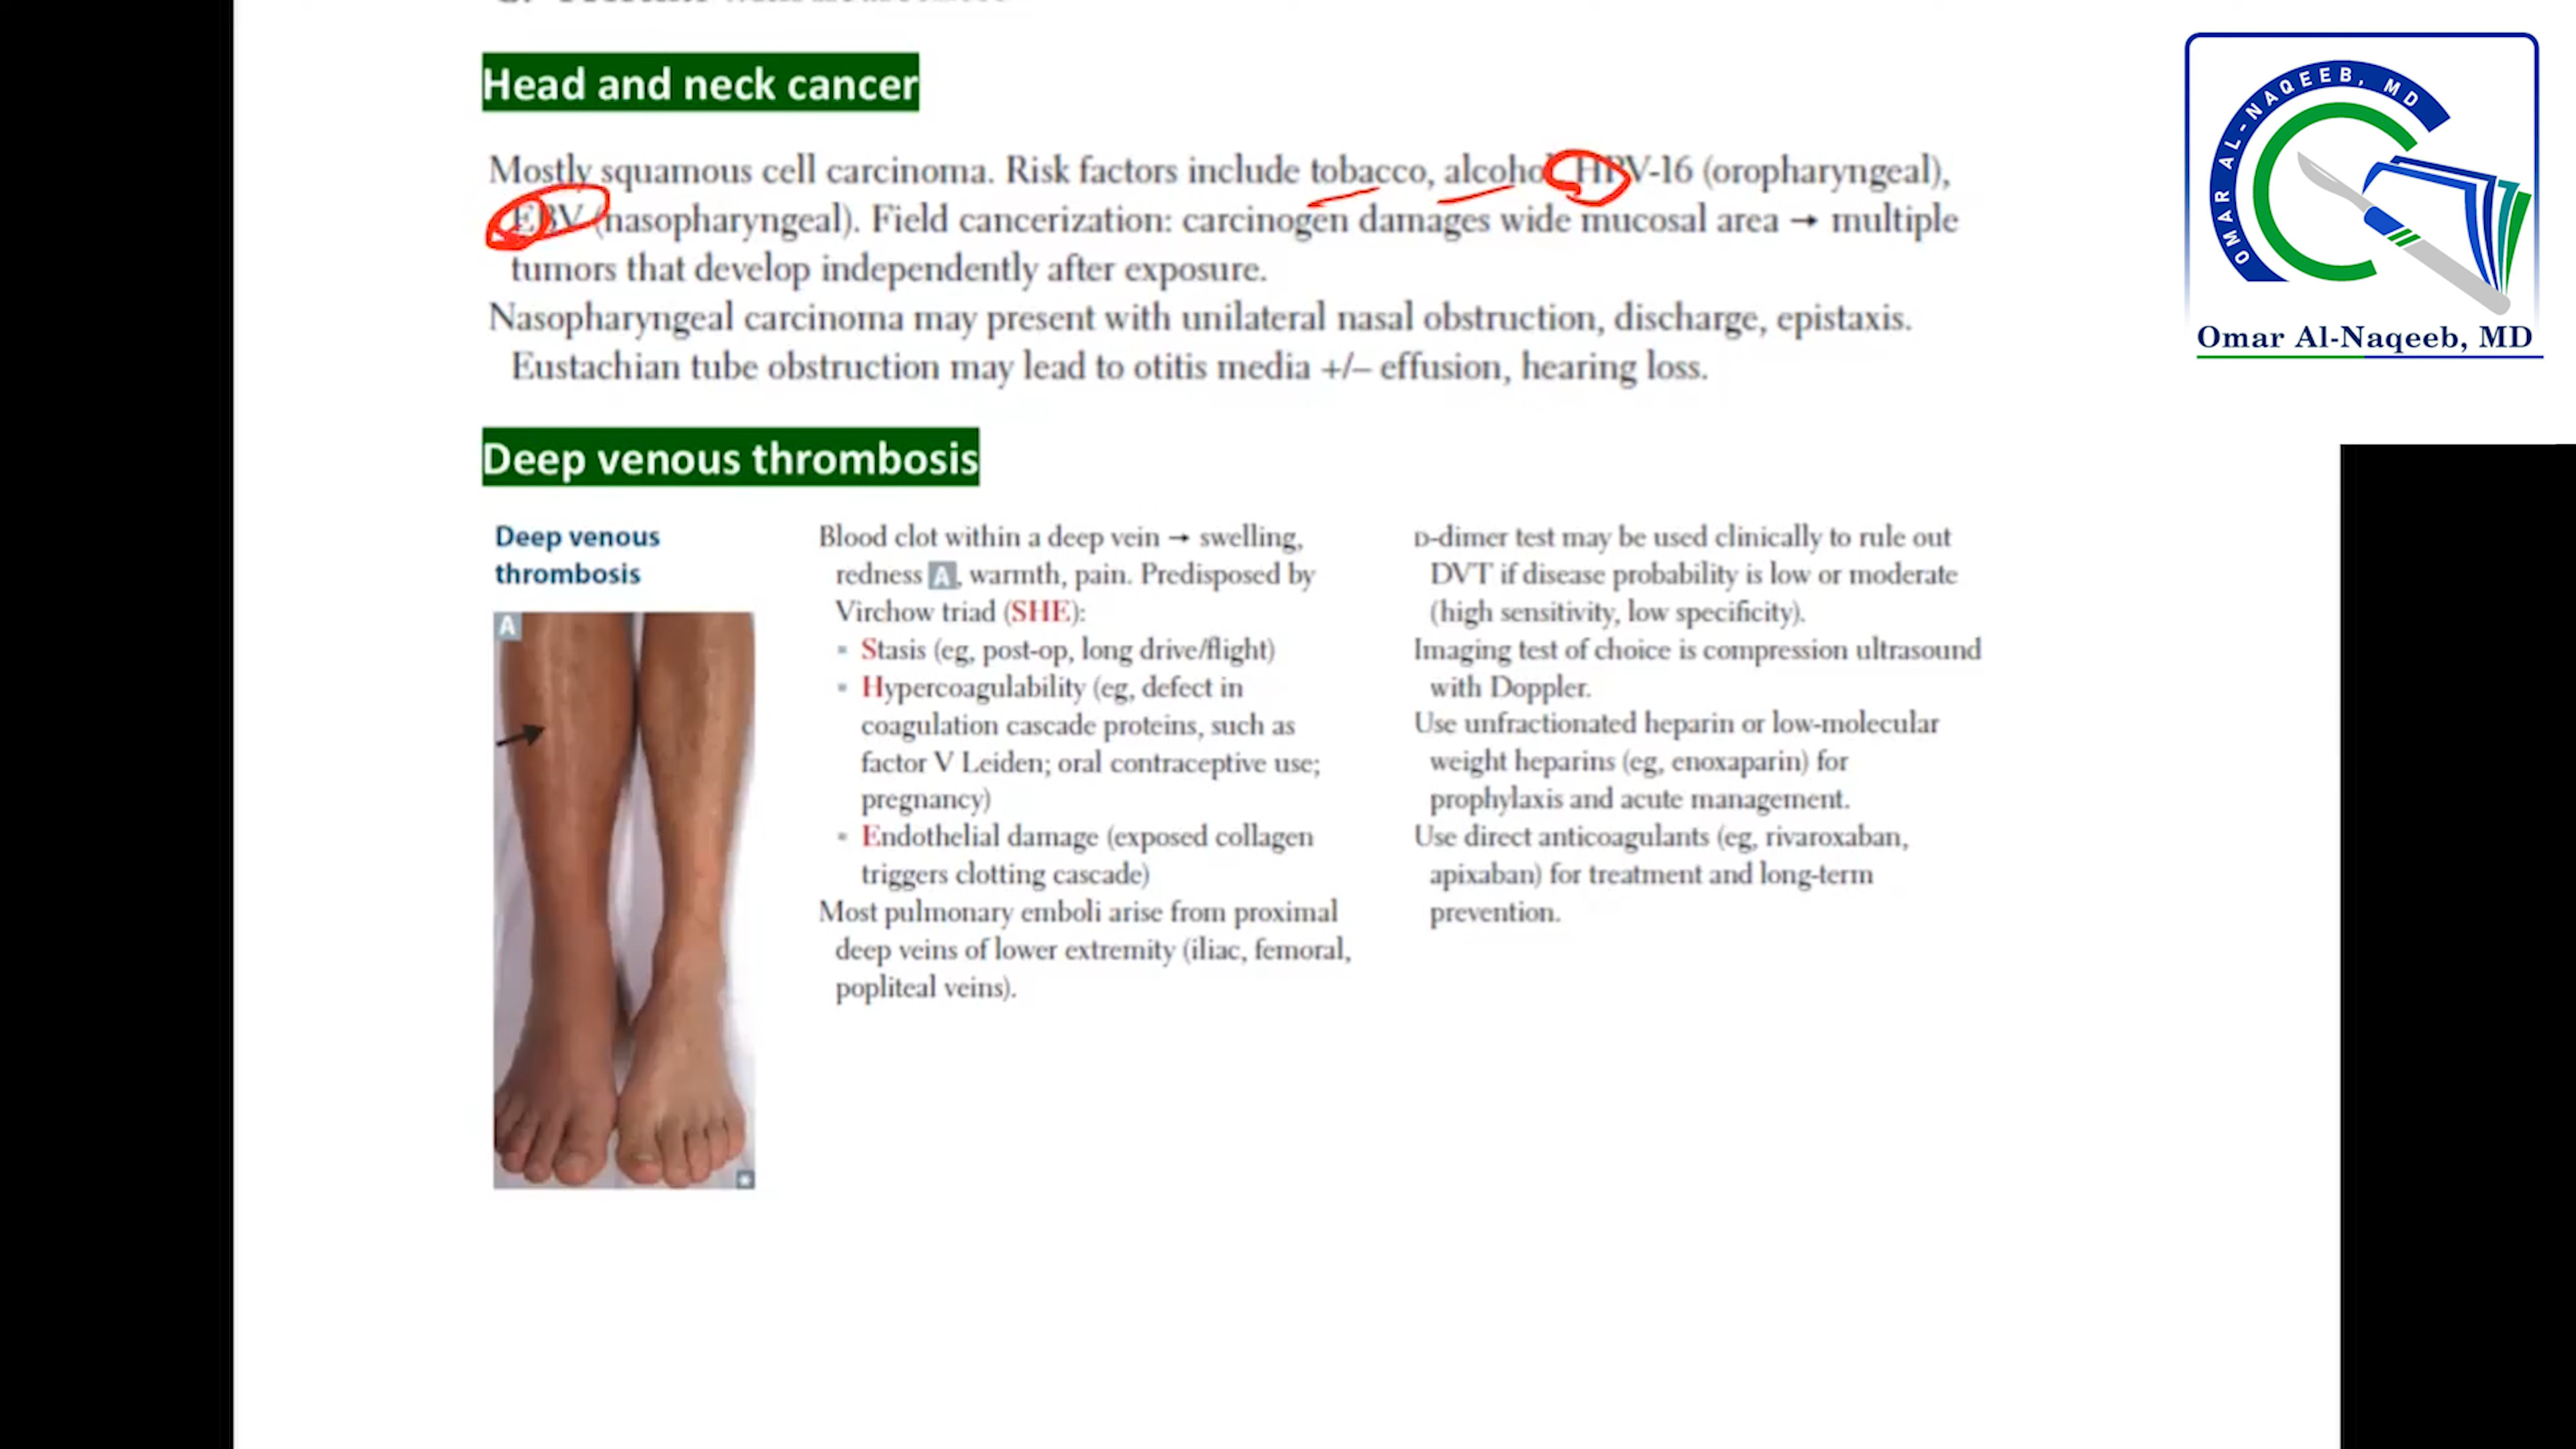 Head and neck cancer
Mostly squamous cell carcinoma. Risk factors include tobacco, alcohol, HPV-16 (oropharyngeal),
EBV (nasopharyngeal). Field cancerization: carcinogen damages wide mucosal area → multiple
tumors that develop independently after exposure.
Nasopharyngeal carcinoma may present with unilateral nasal obstruction, discharge, epistaxis.
Eustachian tube obstruction may lead to otitis media +/– effusion, hearing loss.
Deep venous thrombosis
Deep venous
thrombosis
A
Blood clot within a deep vein → swelling,
redness A, warmth, pain. Predisposed by
Virchow triad (SHE):
▪ Stasis (eg, post-op, long drive/flight)
▪ Hypercoagulability (eg, defect in
coagulation cascade proteins, such as
factor V Leiden; oral contraceptive use;
pregnancy)
▪ Endothelial damage (exposed collagen
triggers clotting cascade)
Most pulmonary emboli arise from proximal
deep veins of lower extremity (iliac, femoral,
popliteal veins).
D-dimer test may be used clinically to rule out
DVT if disease probability is low or moderate
(high sensitivity, low specificity).
Imaging test of choice is compression ultrasound
with Doppler.
Use unfractionated heparin or low-molecular
weight heparins (eg, enoxaparin) for
prophylaxis and acute management.
Use direct anticoagulants (eg, rivaroxaban,
apixaban) for treatment and long-term
prevention.
OMAR AL-NAQEEB, MD
Omar Al-Naqeeb, MD